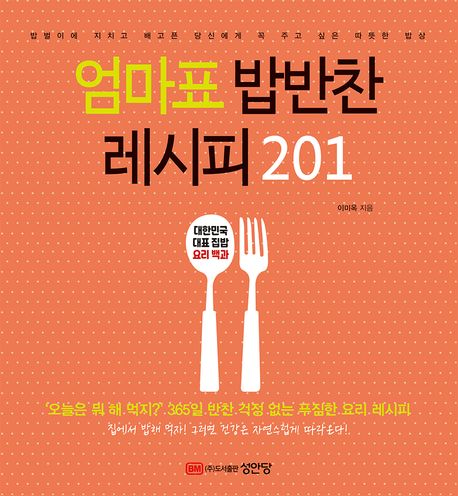 밥벌이에 지치고 배고픈 당신에게 꼭 주고 싶은 따뜻한 밥상
엄마표 밥반찬
레시피 201
이미옥 지음
대한민국
대표 집밥
요리 백과
'오늘은 뭐 해 먹지?' 365일 반찬 걱정 없는 푸짐한 요리 레시피
집에서 밥해 먹자! 그러면 건강은 자연스럽게 따라온다!
BM (주)도서출판 성안당